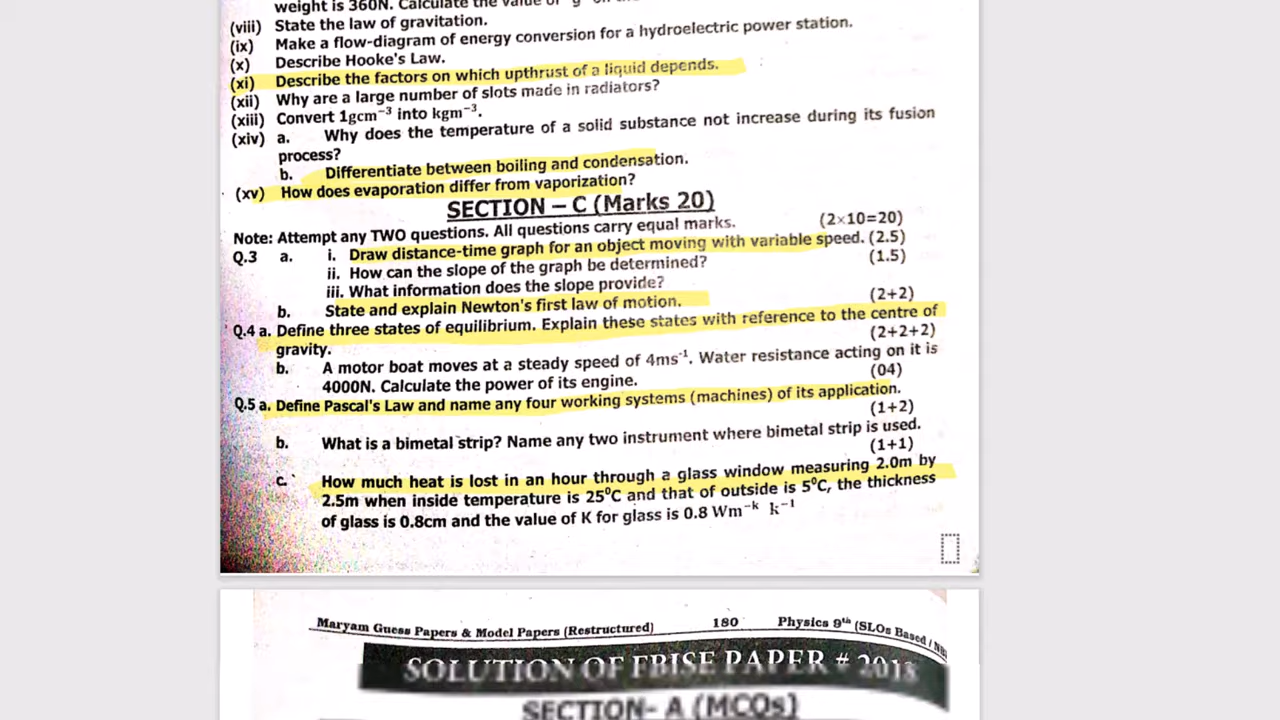 weight is 360N. Calculate the value of "g" on the
(viii) State the law of gravitation.
(ix) Make a flow-diagram of energy conversion for a hydroelectric power station.
(x) Describe Hooke's Law.
(xi) Describe the factors on which upthrust of a liquid depends.
(xii) Why are a large number of slots made in radiators?
(xiii) Convert 1gcm⁻³ into kgm⁻³.
(xiv) a. Why does the temperature of a solid substance not increase during its fusion
process?
b. Differentiate between boiling and condensation.
(xv) How does evaporation differ from vaporization?
SECTION – C (Marks 20)
Note: Attempt any TWO questions. All questions carry equal marks. (2×10=20)
Q.3 a. i. Draw distance-time graph for an object moving with variable speed. (2.5)
ii. How can the slope of the graph be determined? (1.5)
iii. What information does the slope provide?
b. State and explain Newton's first law of motion. (2+2)
Q.4 a. Define three states of equilibrium. Explain these states with reference to the centre of
gravity. (2+2+2)
b. A motor boat moves at a steady speed of 4ms⁻¹. Water resistance acting on it is
4000N. Calculate the power of its engine. (04)
Q.5 a. Define Pascal's Law and name any four working systems (machines) of its application.
(1+2)
b. What is a bimetal strip? Name any two instrument where bimetal strip is used.
(1+1)
c. How much heat is lost in an hour through a glass window measuring 2.0m by
2.5m when inside temperature is 25⁰C and that of outside is 5⁰C, the thickness
of glass is 0.8cm and the value of K for glass is 0.8 Wm⁻ᵏ k⁻¹
Maryam Guess Papers & Model Papers (Restructured) 180 Physics 9th (SLOs Based /
SOLUTION OF FBISE PAPER # 2018
SECTION- A (MCQs)